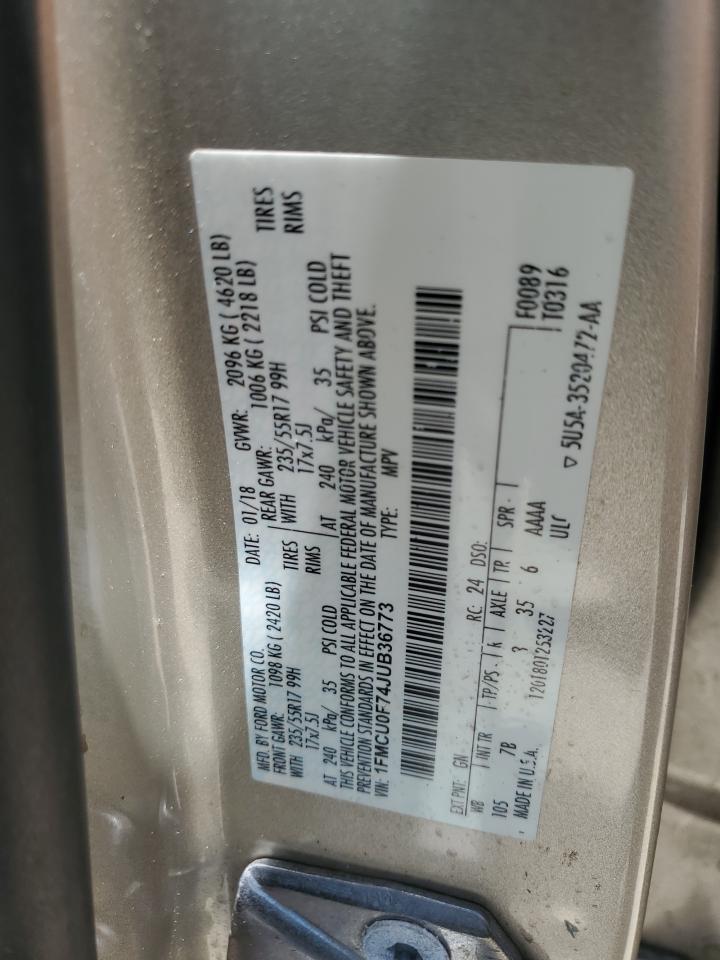 MFD. BY FORD MOTOR CO.
DATE: 01/18 GVWR: 2096 KG ( 4620 LB)
FRONT GAWR: 1098 KG ( 2420 LB) REAR GAWR: 1006 KG ( 2218 LB)
WITH 235/55R17 99H TIRES WITH 235/55R17 99H TIRES
17x7.5J RIMS 17x7.5J RIMS
AT 240 kPa/ 35 PSI COLD AT 240 kPa/ 35 PSI COLD
THIS VEHICLE CONFORMS TO ALL APPLICABLE FEDERAL MOTOR VEHICLE SAFETY AND THEFT
PREVENTION STANDARDS IN EFFECT ON THE DATE OF MANUFACTURE SHOWN ABOVE.
VIN: 1FMCU0F74JUB36773 TYPE: MPV
EXT PNT: GN RC: 24 DSO: F0089
WB INT TR TP/PS R AXLE TR SPR T0316
105 7B 3 35 6 AAAA
MADE IN U.S.A. 1201801253227 ULC
▽ 5U5A-3520472-AA